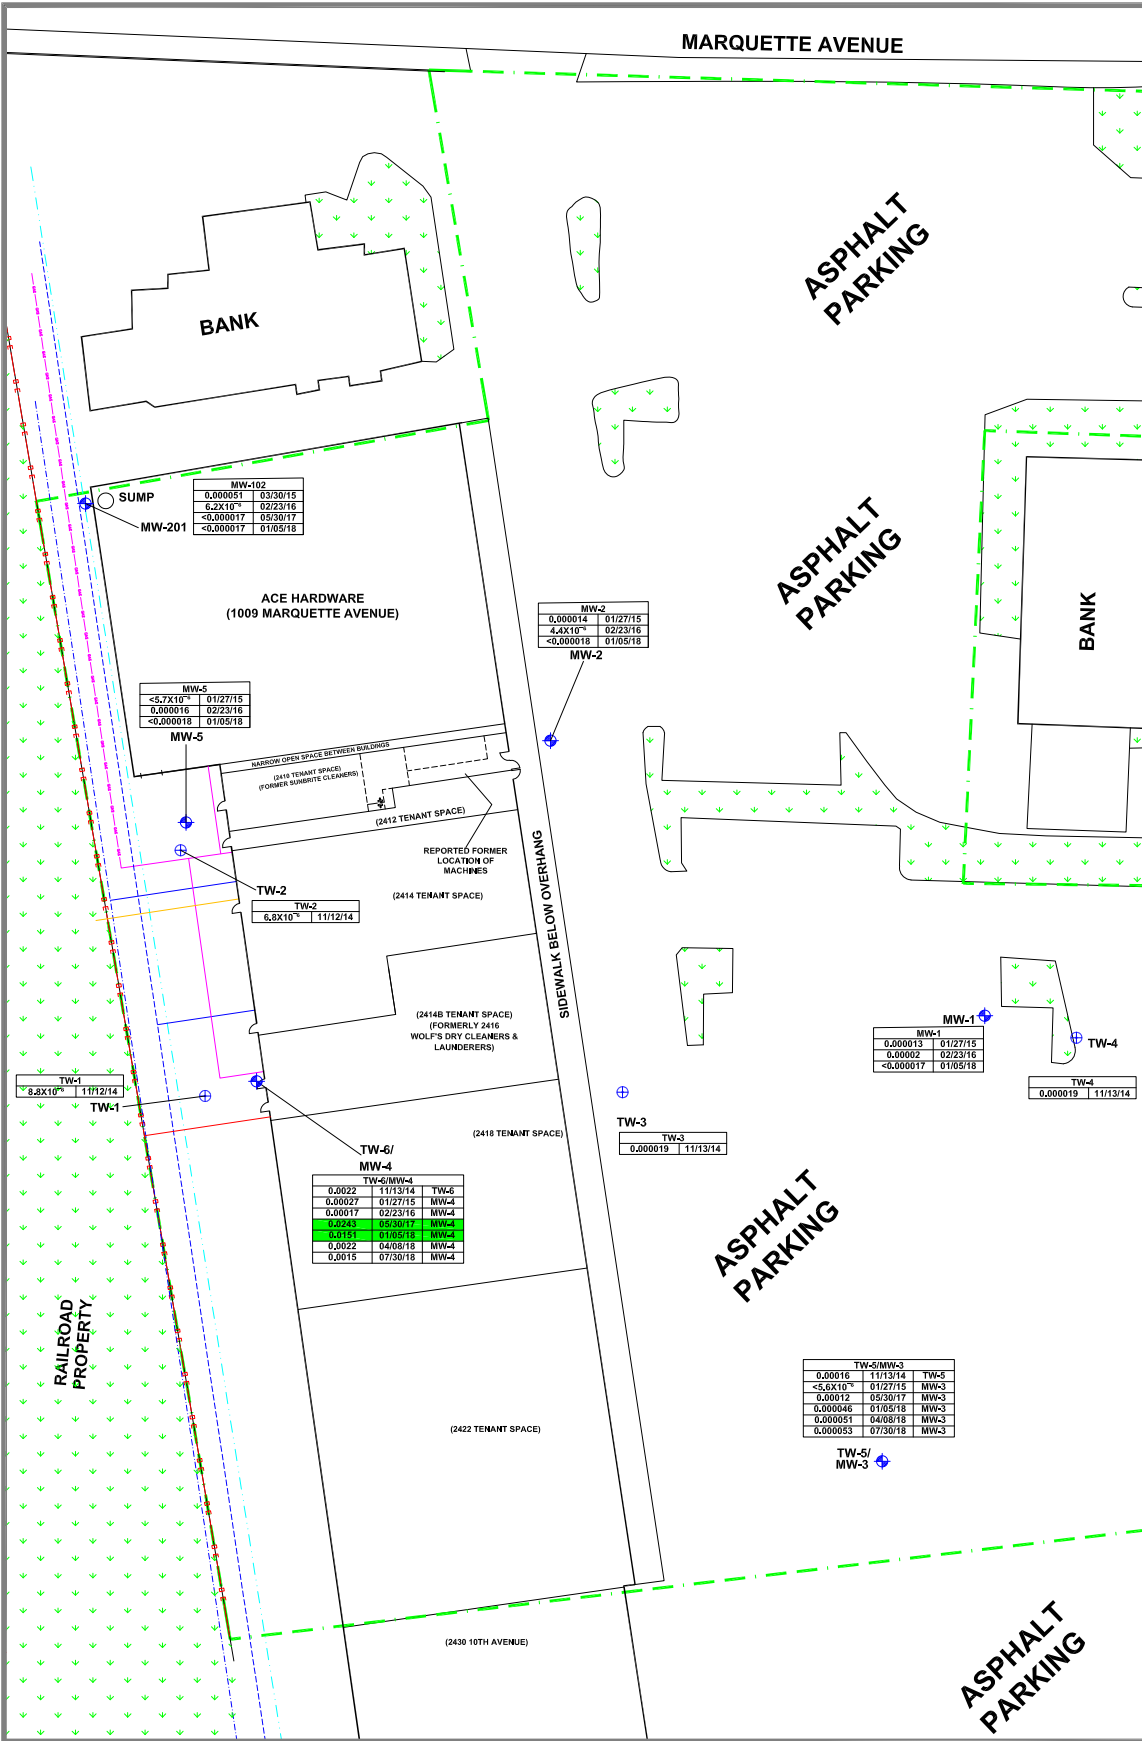 MARQUETTE AVENUE
ASPHALT
PARKING
BANK
SUMP
MW-201
MW-102
0.000051 03/30/15
6.2X10⁻⁶ 02/23/16
<0.000017 05/30/17
<0.000017 01/05/18
ASPHALT
PARKING
BANK
ACE HARDWARE
(1009 MARQUETTE AVENUE)
MW-2
0.000014 01/27/15
4.4X10⁻⁶ 02/23/16
<0.000018 01/05/18
MW-2
MW-5
<5.7X10⁻⁶ 01/27/15
0.000016 02/23/16
<0.000018 01/05/18
MW-5
NARROW OPEN SPACE BETWEEN BUILDINGS
(2410 TENANT SPACE)
(FORMER SUNBRITE CLEANERS)
(2412 TENANT SPACE)
REPORTED FORMER
LOCATION OF
MACHINES
SIDEWALK BELOW OVERHANG
TW-2
TW-2
6.8X10⁻⁶ 11/12/14
(2414 TENANT SPACE)
(2414B TENANT SPACE)
(FORMERLY 2416
WOLF'S DRY CLEANERS &
LAUNDERERS)
MW-1
MW-1
0.000013 01/27/15
0.00002 02/23/16
<0.000017 01/05/18
TW-4
TW-4
0.000019 11/13/14
TW-1
8.8X10⁻⁶ 11/12/14
TW-1
TW-3
TW-3
0.000019 11/13/14
(2418 TENANT SPACE)
TW-6/
MW-4
TW-6/MW-4
0.0022 11/13/14 TW-6
0.00027 01/27/15 MW-4
0.00017 02/23/16 MW-4
0.0243 05/30/17 MW-4
0.0151 01/05/18 MW-4
0.0022 04/08/18 MW-4
0.0015 07/30/18 MW-4
ASPHALT
PARKING
RAILROAD
PROPERTY
TW-5/MW-3
0.00016 11/13/14 TW-5
<5.6X10⁻⁶ 01/27/15 MW-3
0.00012 05/30/17 MW-3
0.000046 01/05/18 MW-3
0.000051 04/08/18 MW-3
0.000053 07/30/18 MW-3
TW-5/
MW-3
(2422 TENANT SPACE)
(2430 10TH AVENUE)
ASPHALT
PARKING